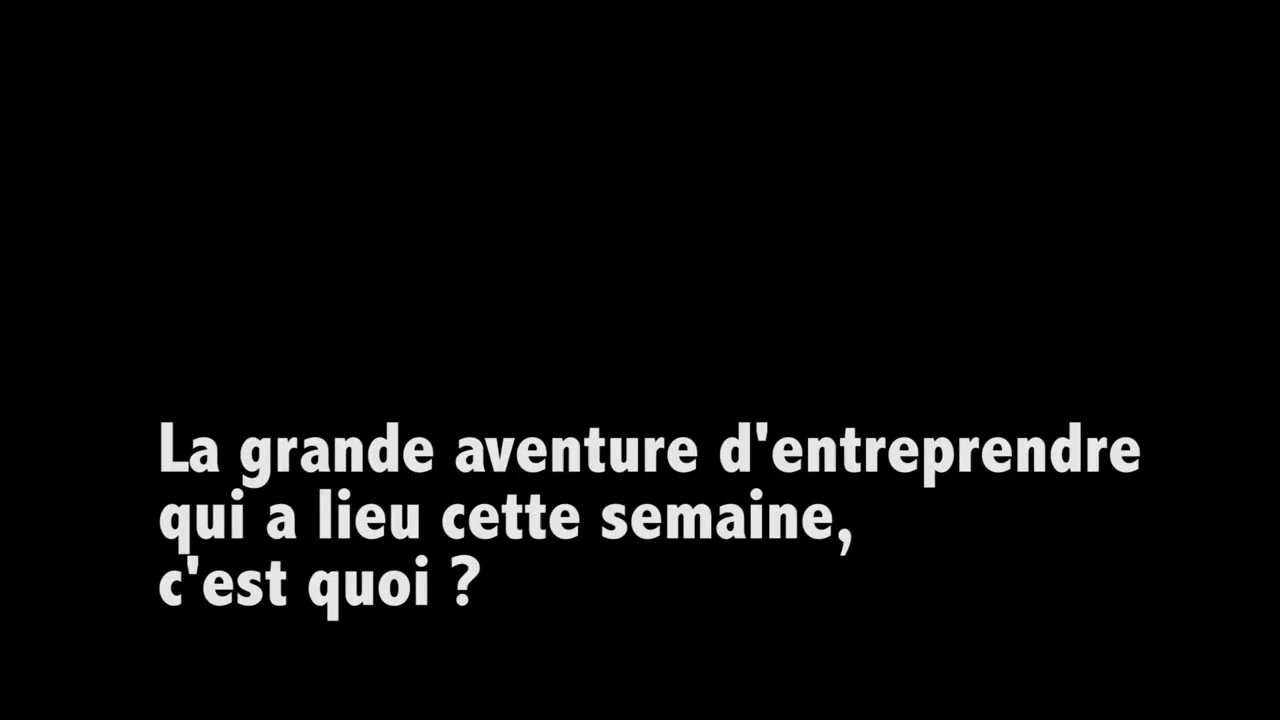 La grande aventure d'entreprendre
qui a lieu cette semaine,
c'est quoi ?